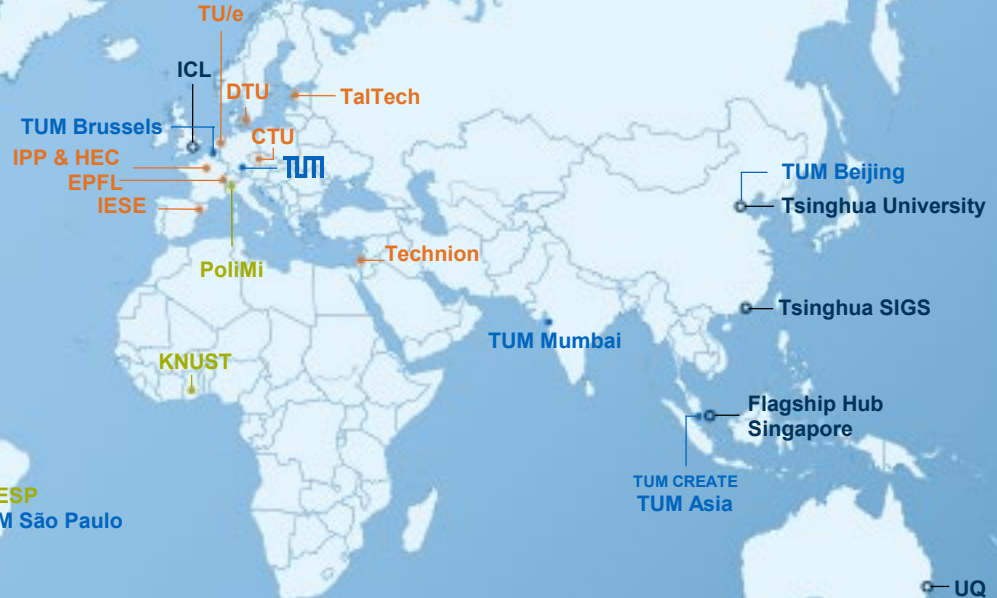 TU/e
ICL
DTU
TalTech
TUM Brussels
CTU
IPP & HEC
TUM
EPFL
IESE
TUM Beijing
Tsinghua University
Technion
PoliMi
Tsinghua SIGS
TUM Mumbai
KNUST
Flagship Hub
Singapore
TUM CREATE
TUM Asia
ESP
M São Paulo
UQ